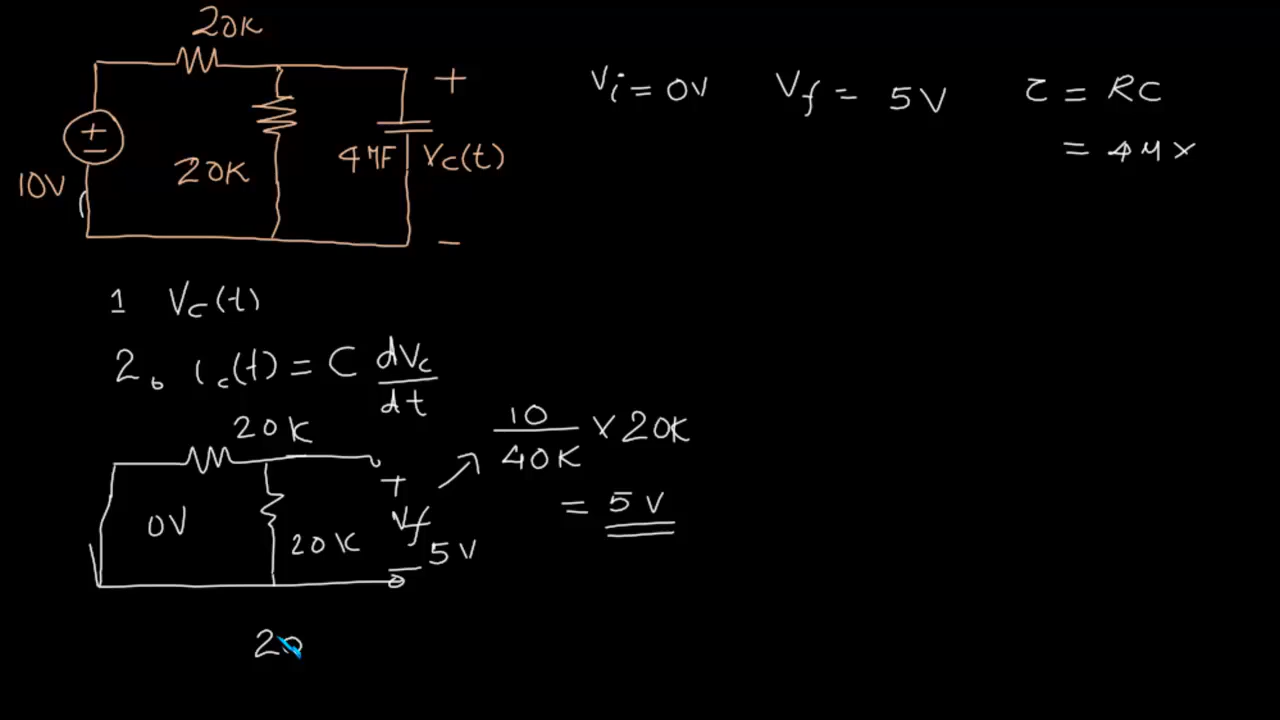 20K
+
Vi = 0V Vf = 5V τ = RC
= 4M ×
+
-
10V
20K
4MF
Vc(t)
-
1 Vc(t)
2. ic(t) = C dVc/dt
20K
10/40K × 20K
= 5V
+
0V
Vf
20K
5V
-
20